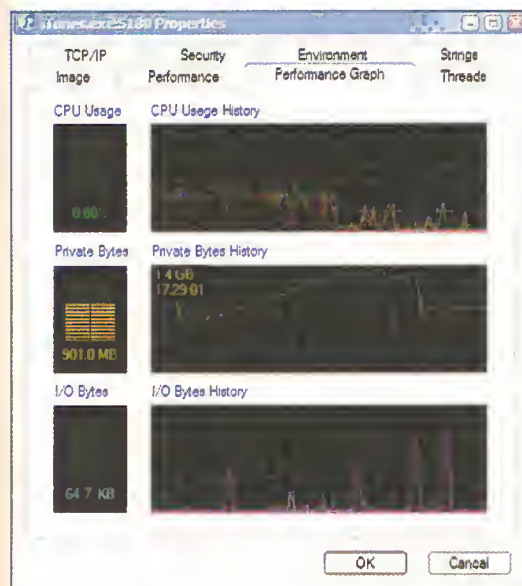 iTunes.exe:5180 Properties
TCP/IP Security Environment Strings
Image Performance Performance Graph Threads
CPU Usage CPU Usage History
Private Bytes Private Bytes History
1.4 GB
17:29:01
901.0 MB
I/O Bytes I/O Bytes History
64.7 KB
OK Cancel